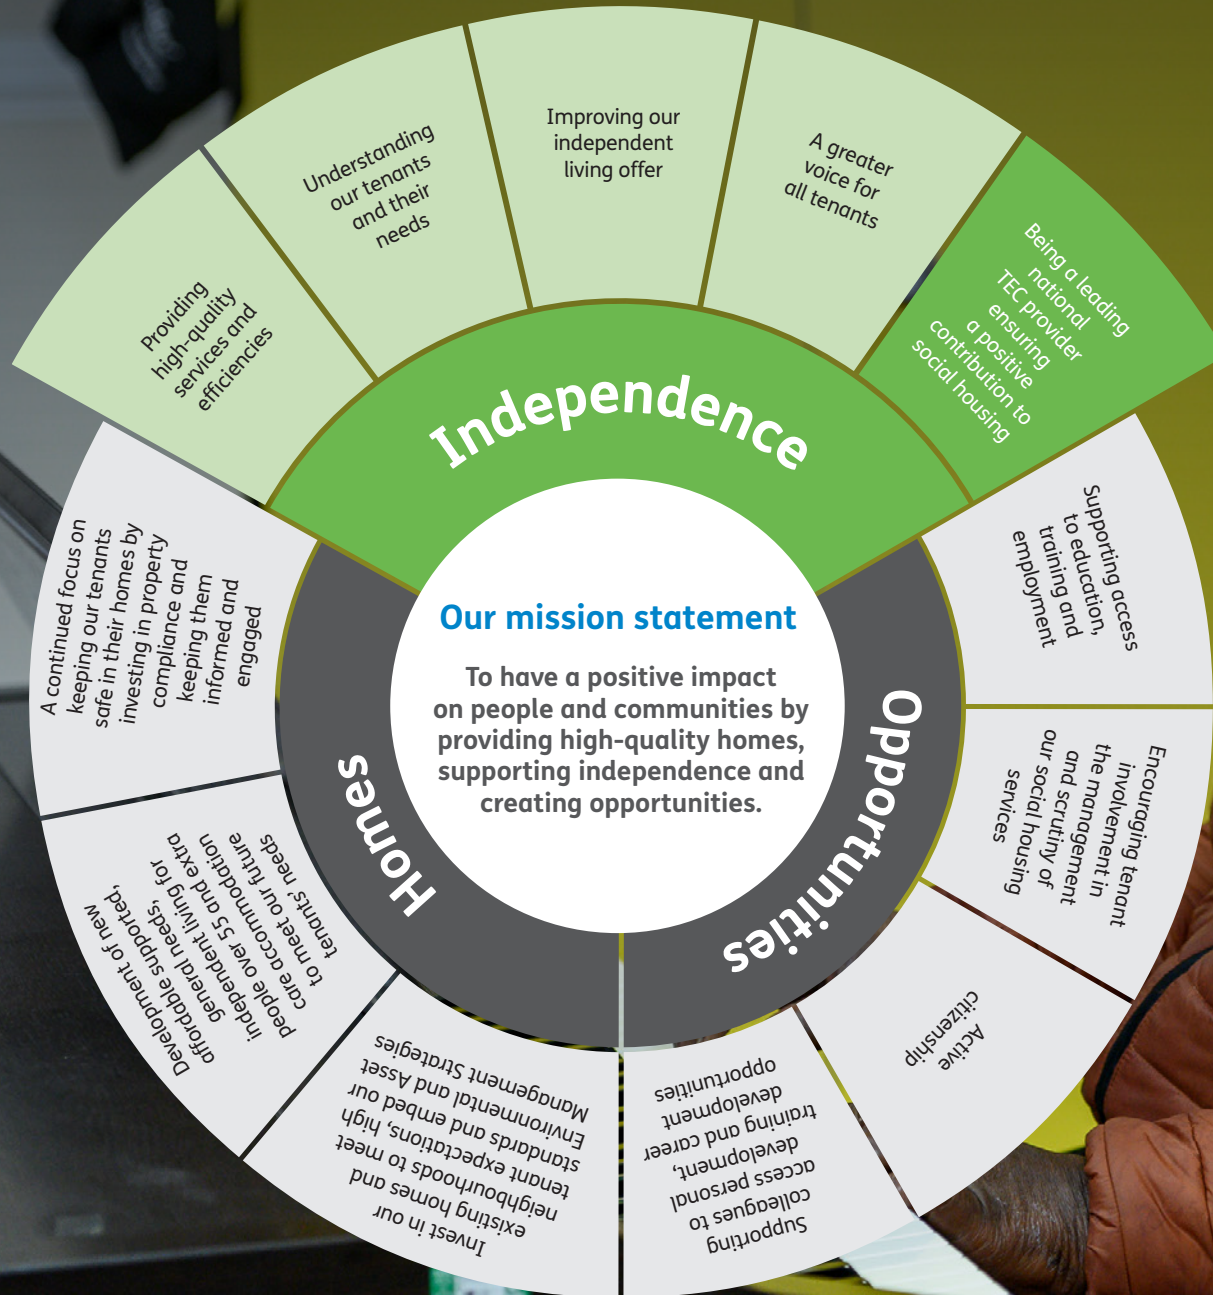 Our mission statement
To have a positive impact
on people and communities by
providing high-quality homes,
supporting independence and
creating opportunities.
Independence
Providing
high-quality
services and
efficiencies
Understanding
our tenants
and their
needs
Improving our
independent
living offer
A greater
voice for
all tenants
Being a leading
national
TEC provider
ensuring
a positive
contribution to
social housing
Opportunities
Supporting access
to education,
training and
employment
Encouraging tenant
involvement in
the management
and scrutiny of
our social housing
services
Active
citizenship
Supporting
colleagues to
access personal
development,
training and career
development
opportunities
Homes
Invest in our
existing homes and
neighbourhoods to meet
tenant expectations, high
standards and embed our
Environmental and Asset
Management Strategies
Development of new
affordable supported,
general needs,
independent living for
people over 55 and extra
care accommodation
to meet our future
tenants' needs
A continued focus on
keeping our tenants
safe in their homes by
investing in property
compliance and
keeping them
informed and
engaged